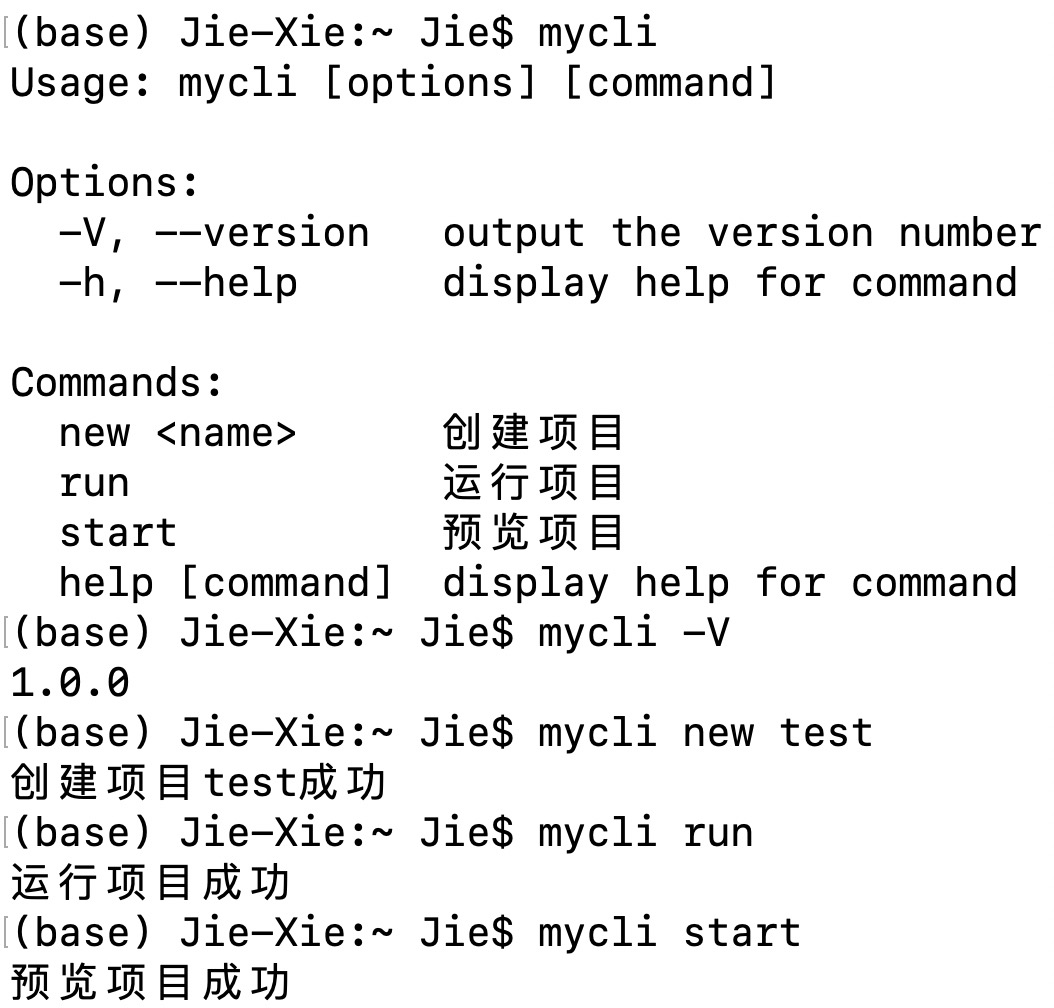 (base) Jie-Xie:~ Jie$ mycli
Usage: mycli [options] [command]

Options:
  -V, --version   output the version number
  -h, --help      display help for command

Commands:
  new <name>      创建项目
  run             运行项目
  start           预览项目
  help [command]  display help for command
(base) Jie-Xie:~ Jie$ mycli -V
1.0.0
(base) Jie-Xie:~ Jie$ mycli new test
创建项目test成功
(base) Jie-Xie:~ Jie$ mycli run
运行项目成功
(base) Jie-Xie:~ Jie$ mycli start
预览项目成功